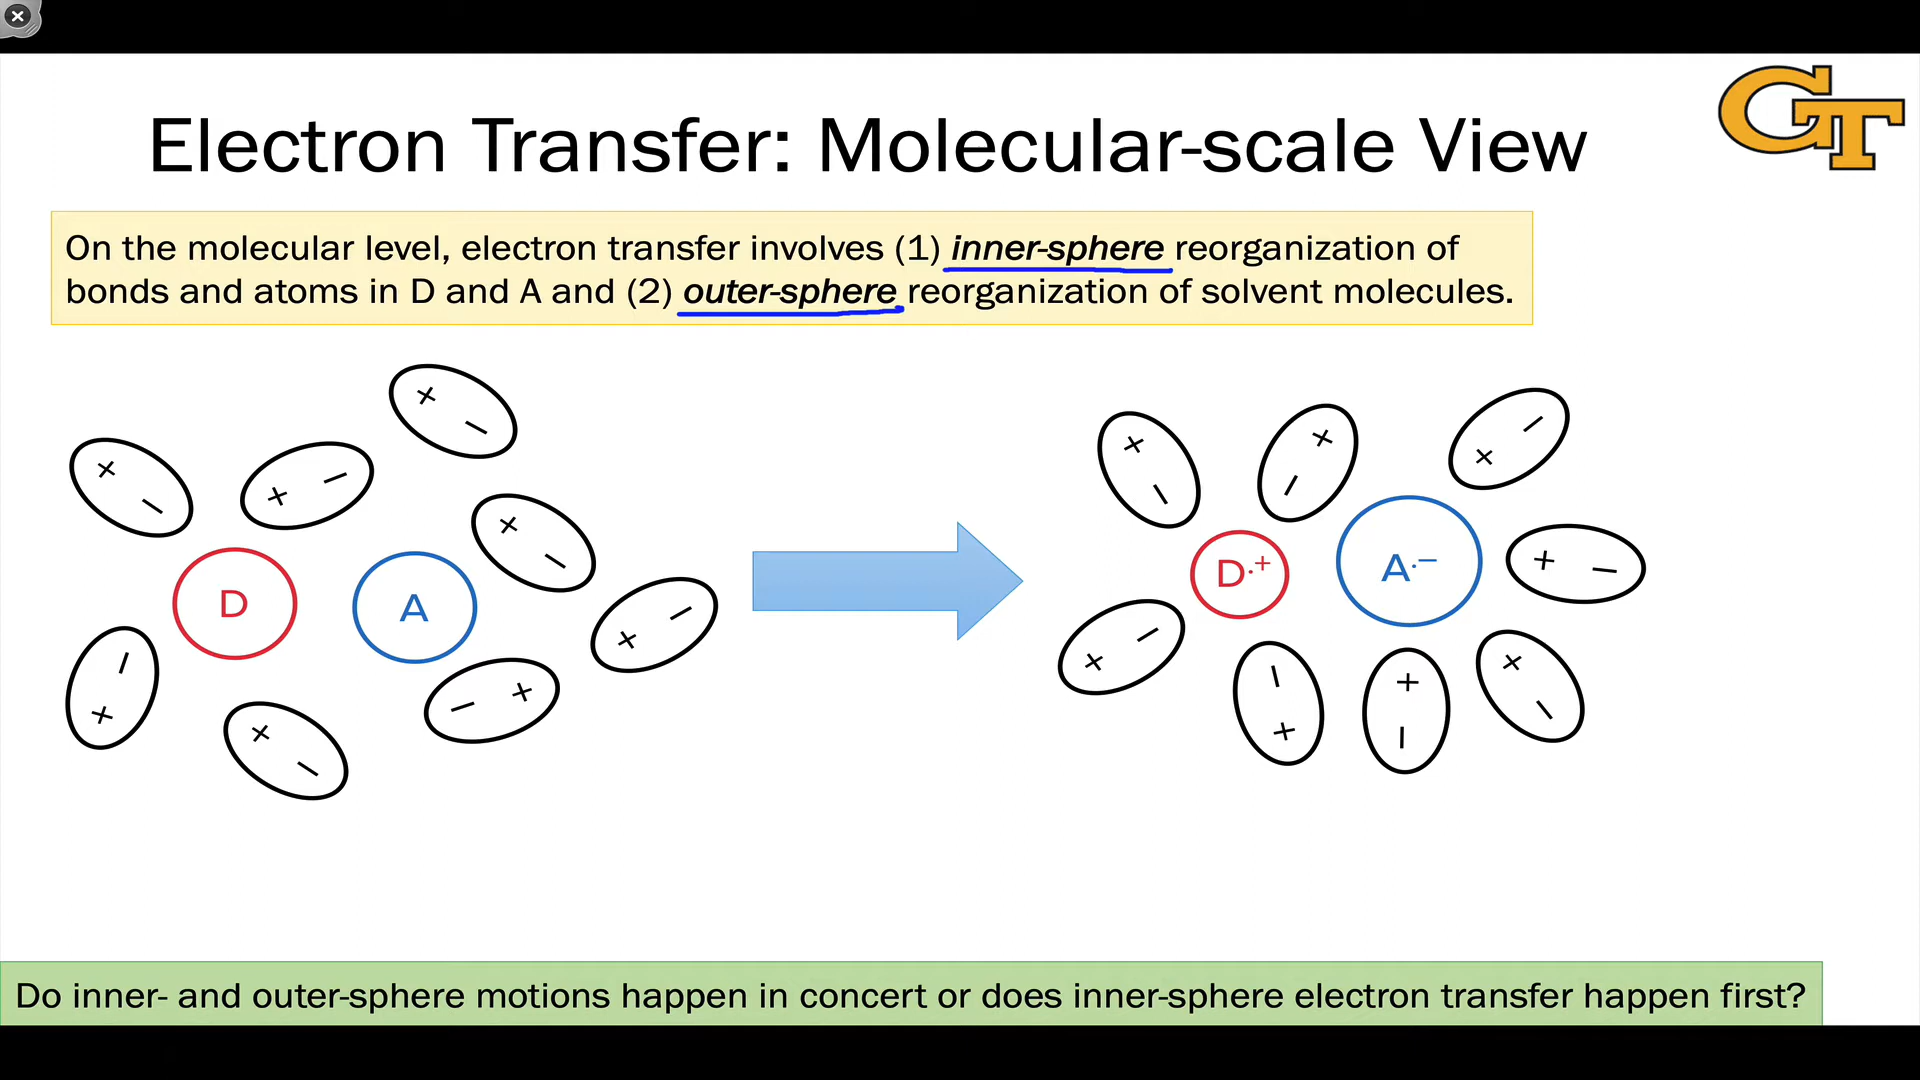 GT
Electron Transfer: Molecular-scale View
On the molecular level, electron transfer involves (1) inner-sphere reorganization of
bonds and atoms in D and A and (2) outer-sphere reorganization of solvent molecules.
+ −
+ −
+ −
+ −
D
A
+ −
− +
+ −
− +
+ −
+ −
+ −
D·+
A·−
+ −
+ −
− +
+ −
+ −
Do inner- and outer-sphere motions happen in concert or does inner-sphere electron transfer happen first?